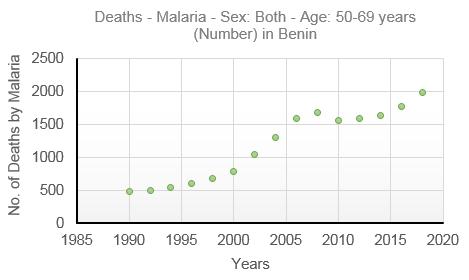 Deaths - Malaria - Sex: Both - Age: 50-69 years
(Number) in Benin
No. of Deaths by Malaria
2500
2000
1500
1000
500
0
1985 1990 1995 2000 2005 2010 2015 2020
Years